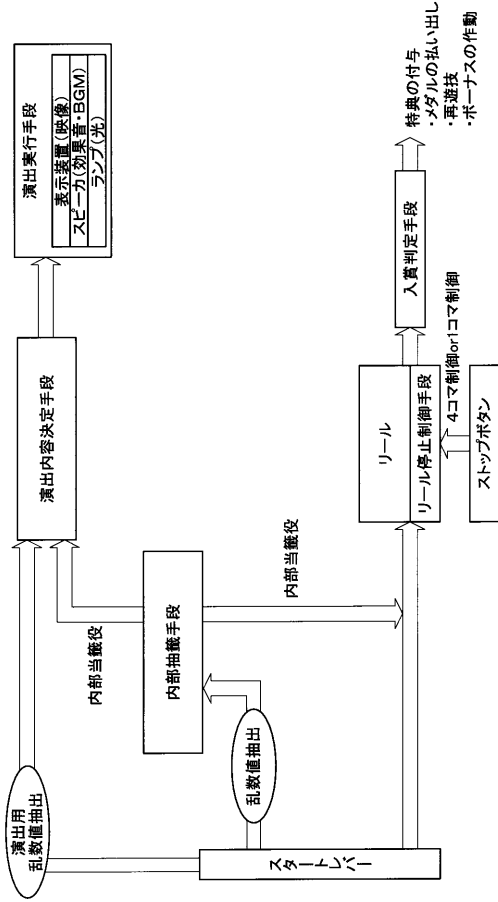 演出用
乱数値抽出
演出内容決定手段
演出実行手段
表示装置(映像)
スピーカ(効果音・BGM)
ランプ(光)
内部当籤役
内部抽籤手段
乱数値抽出
内部当籤役
スタートレバー
リール
リール停止制御手段
4コマ制御or1コマ制御
ストップボタン
入賞判定手段
特典の付与
・メダルの払い出し
・再遊技
・ボーナスの作動